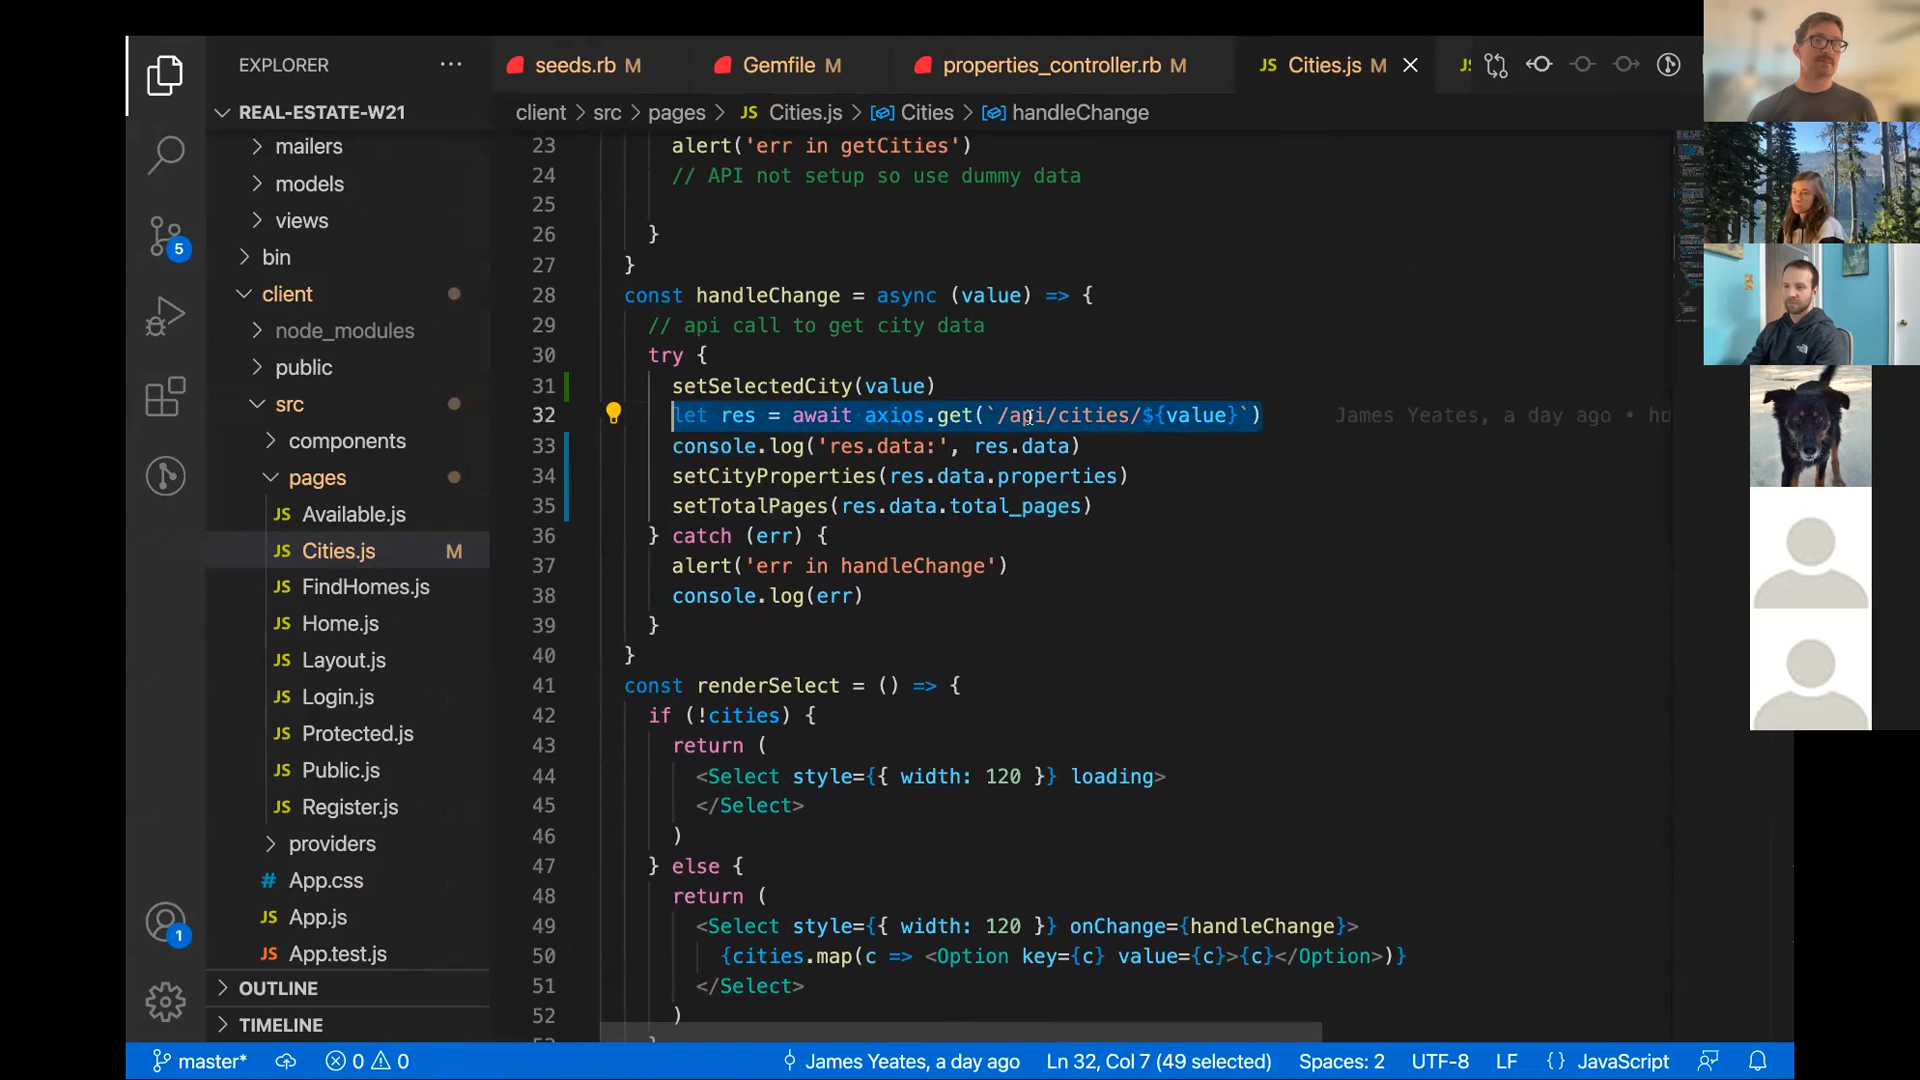 EXPLORER
REAL-ESTATE-W21
mailers
models
views
bin
client
node_modules
public
src
components
pages
JS Available.js
JS Cities.js M
JS FindHomes.js
JS Home.js
JS Layout.js
JS Login.js
JS Protected.js
JS Public.js
JS Register.js
providers
# App.css
JS App.js
JS App.test.js
OUTLINE
TIMELINE
5
1
seeds.rb M
Gemfile M
properties_controller.rb M
JS Cities.js M
client > src > pages > JS Cities.js > Cities > handleChange
23 alert('err in getCities')
24 // API not setup so use dummy data
25
26 }
27 }
28 const handleChange = async (value) => {
29 // api call to get city data
30 try {
31 setSelectedCity(value)
32 let res = await axios.get(`/api/cities/${value}`) James Yeates, a day ago • ho
33 console.log('res.data:', res.data)
34 setCityProperties(res.data.properties)
35 setTotalPages(res.data.total_pages)
36 } catch (err) {
37 alert('err in handleChange')
38 console.log(err)
39 }
40 }
41 const renderSelect = () => {
42 if (!cities) {
43 return (
44 <Select style={{ width: 120 }} loading>
45 </Select>
46 )
47 } else {
48 return (
49 <Select style={{ width: 120 }} onChange={handleChange}>
50 {cities.map(c => <Option key={c} value={c}>{c}</Option>)}
51 </Select>
52 )
master* 0 0 James Yeates, a day ago Ln 32, Col 7 (49 selected) Spaces: 2 UTF-8 LF {} JavaScript